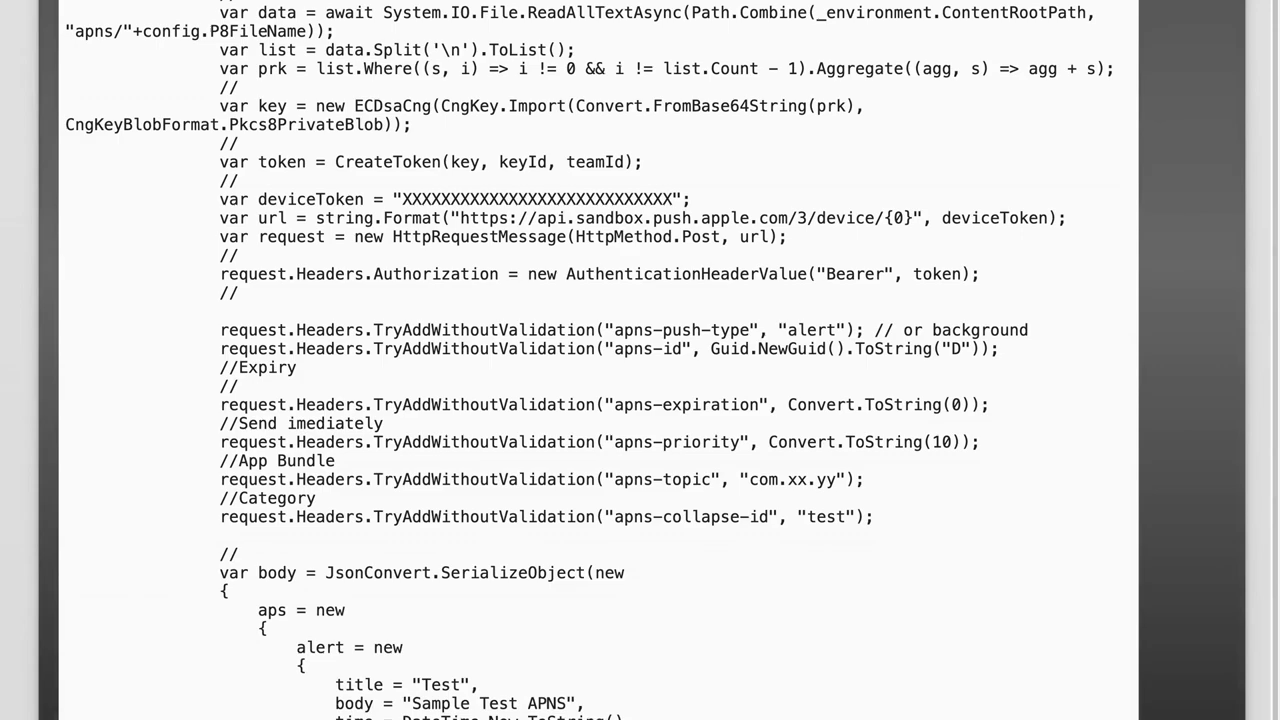 //
var data = await System.IO.File.ReadAllTextAsync(Path.Combine(_environment.ContentRootPath,
"apns/"+config.P8FileName));
var list = data.Split('\n').ToList();
var prk = list.Where((s, i) => i != 0 && i != list.Count - 1).Aggregate((agg, s) => agg + s);
//
var key = new ECDsaCng(CngKey.Import(Convert.FromBase64String(prk),
CngKeyBlobFormat.Pkcs8PrivateBlob));
//
var token = CreateToken(key, keyId, teamId);
//
var deviceToken = "XXXXXXXXXXXXXXXXXXXXXXXXXXXX";
var url = string.Format("https://api.sandbox.push.apple.com/3/device/{0}", deviceToken);
var request = new HttpRequestMessage(HttpMethod.Post, url);
//
request.Headers.Authorization = new AuthenticationHeaderValue("Bearer", token);
//
request.Headers.TryAddWithoutValidation("apns-push-type", "alert"); // or background
request.Headers.TryAddWithoutValidation("apns-id", Guid.NewGuid().ToString("D"));
//Expiry
//
request.Headers.TryAddWithoutValidation("apns-expiration", Convert.ToString(0));
//Send imediately
request.Headers.TryAddWithoutValidation("apns-priority", Convert.ToString(10));
//App Bundle
request.Headers.TryAddWithoutValidation("apns-topic", "com.xx.yy");
//Category
request.Headers.TryAddWithoutValidation("apns-collapse-id", "test");
//
var body = JsonConvert.SerializeObject(new
{
aps = new
{
alert = new
{
title = "Test",
body = "Sample Test APNS",
time = DateTime.Now.ToString()